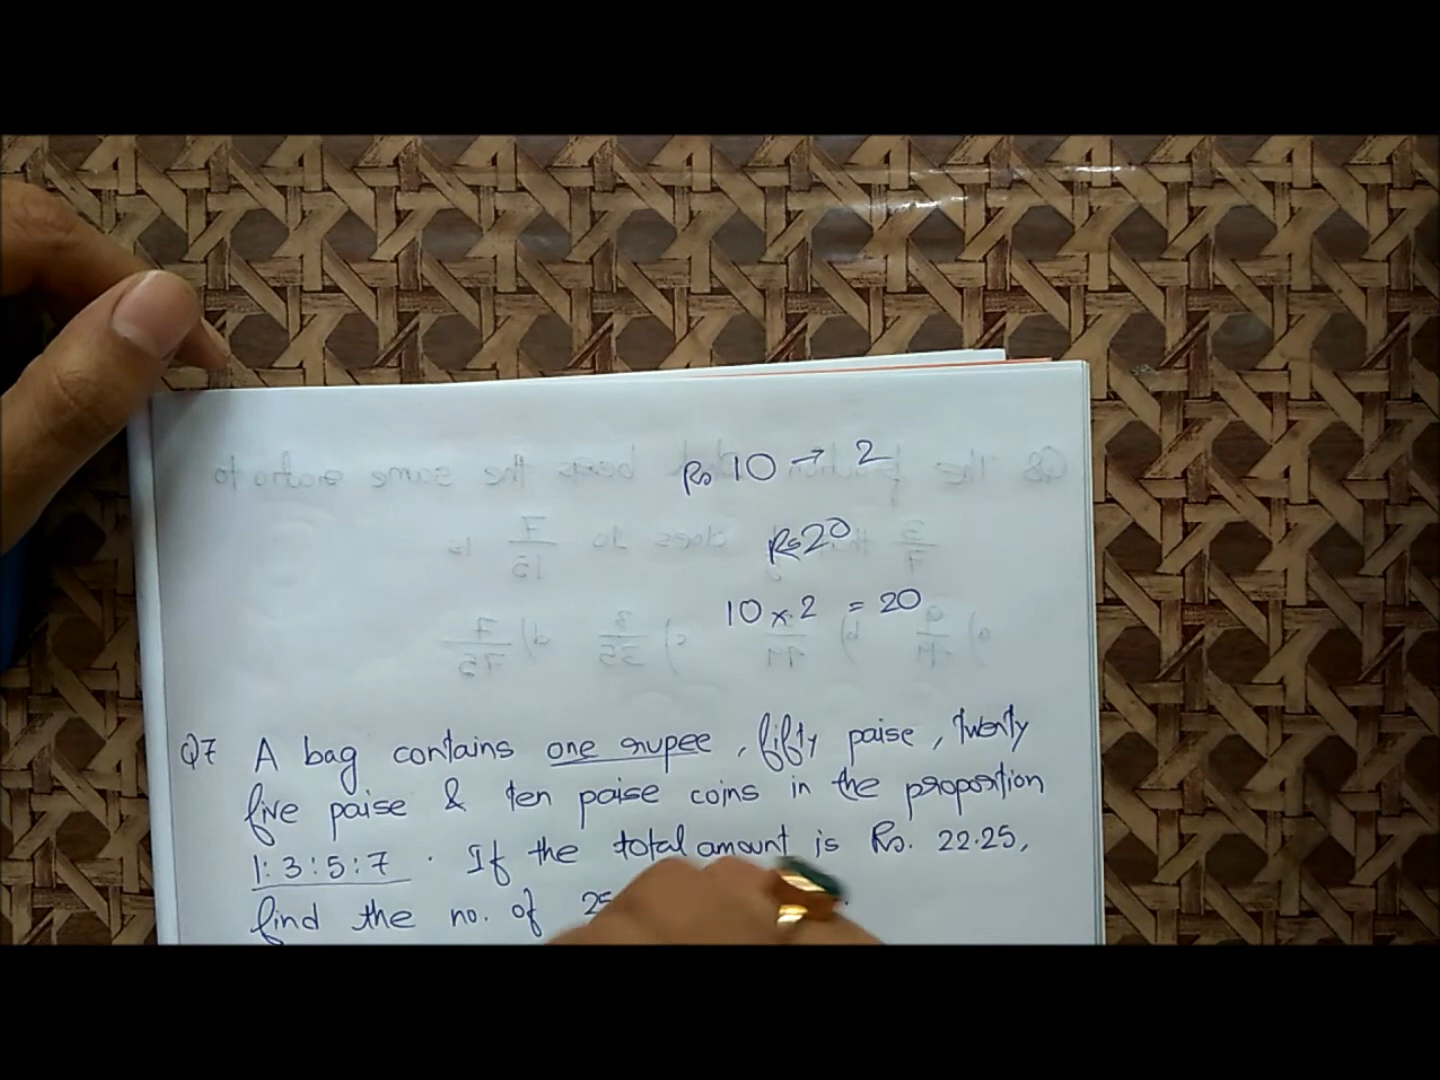 Rs 10 → 2
Rs 20
10 × 2 = 20
Q7 A bag contains one rupee, fifty paise, twenty
five paise & ten paise coins in the proportion
1:3:5:7. If the total amount is Rs. 22.25,
find the no. of 25